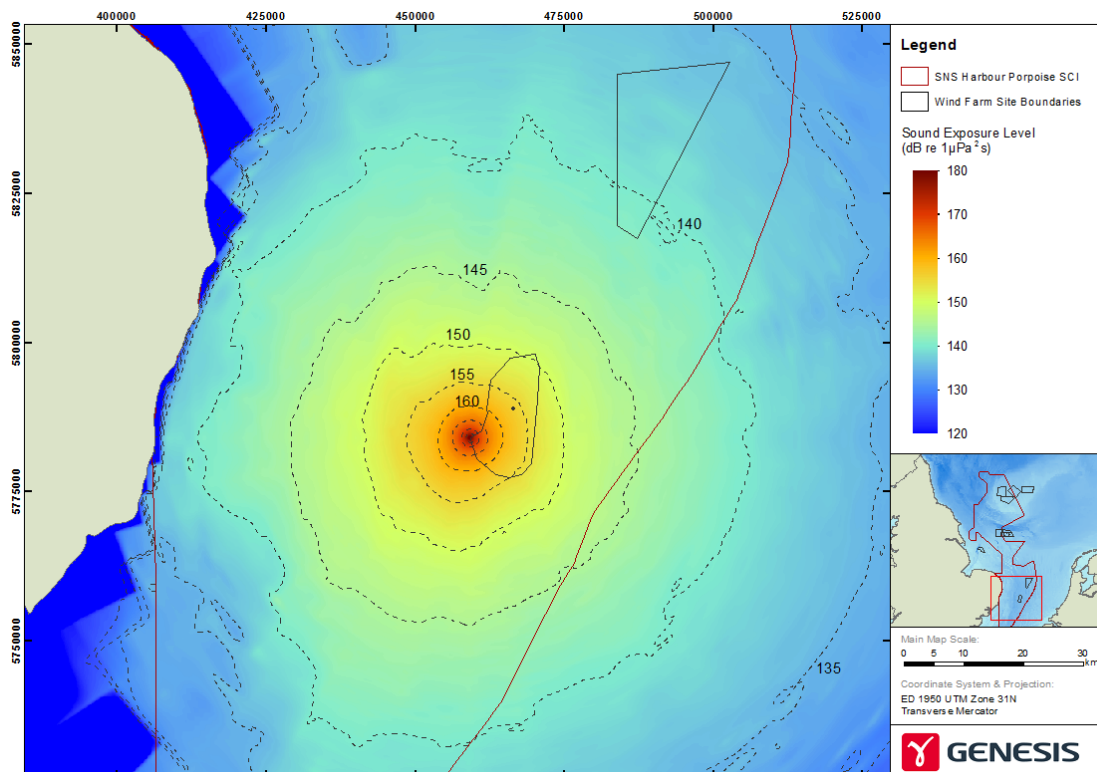 400000 425000 450000 475000 500000 525000
5850000
5825000
5800000
5775000
5750000
140
145
150
155
160
135
Legend
SNS Harbour Porpoise SCI
Wind Farm Site Boundaries
Sound Exposure Level
(dB re 1µPa²s)
180
170
160
150
140
130
120
Main Map Scale:
0 5 10 20 30
km
Coordinate System & Projection:
ED 1950 UTM Zone 31N
Transverse Mercator
GENESIS